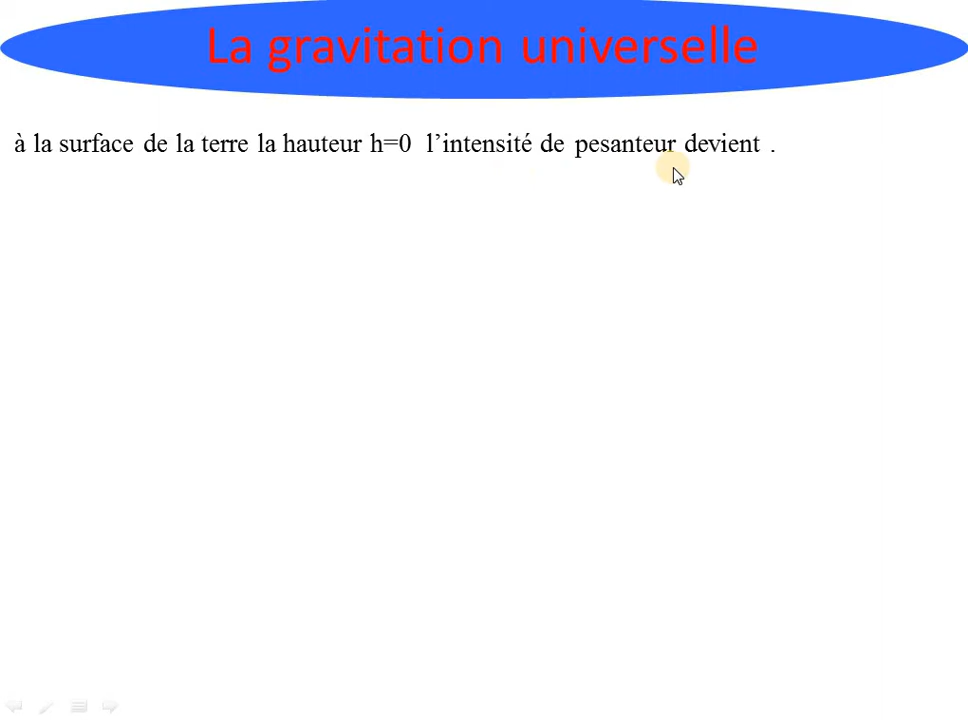 La gravitation universelle
à la surface de la terre la hauteur h=0 l’intensité de pesanteur devient .